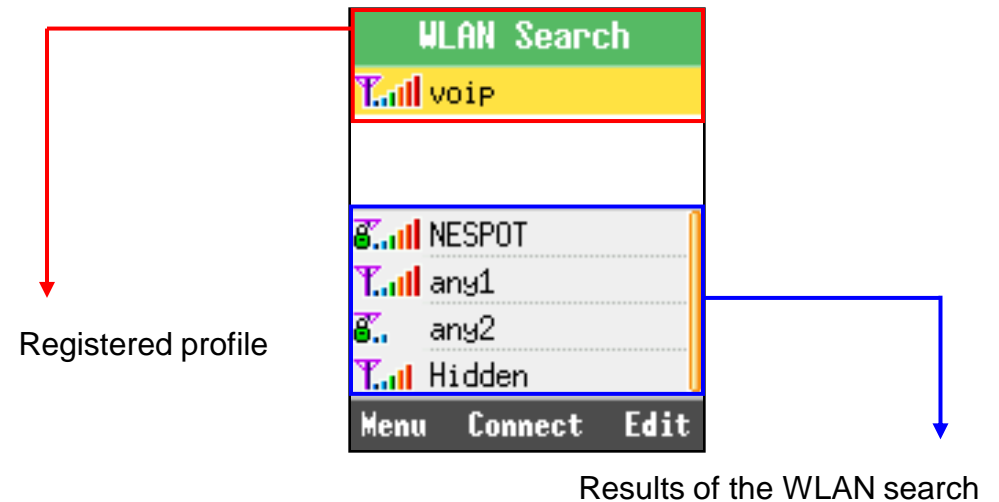 WLAN Search
voip
NESPOT
any1
any2
Hidden
Menu Connect Edit
Registered profile
Results of the WLAN search